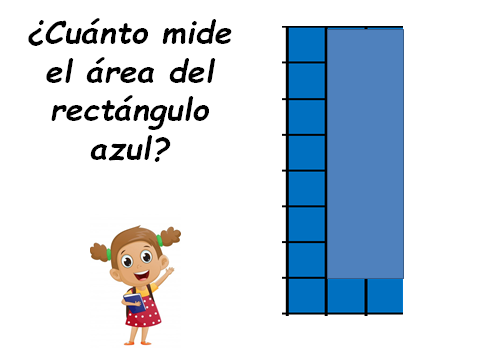 ¿Cuánto mide
el área del
rectángulo
azul?